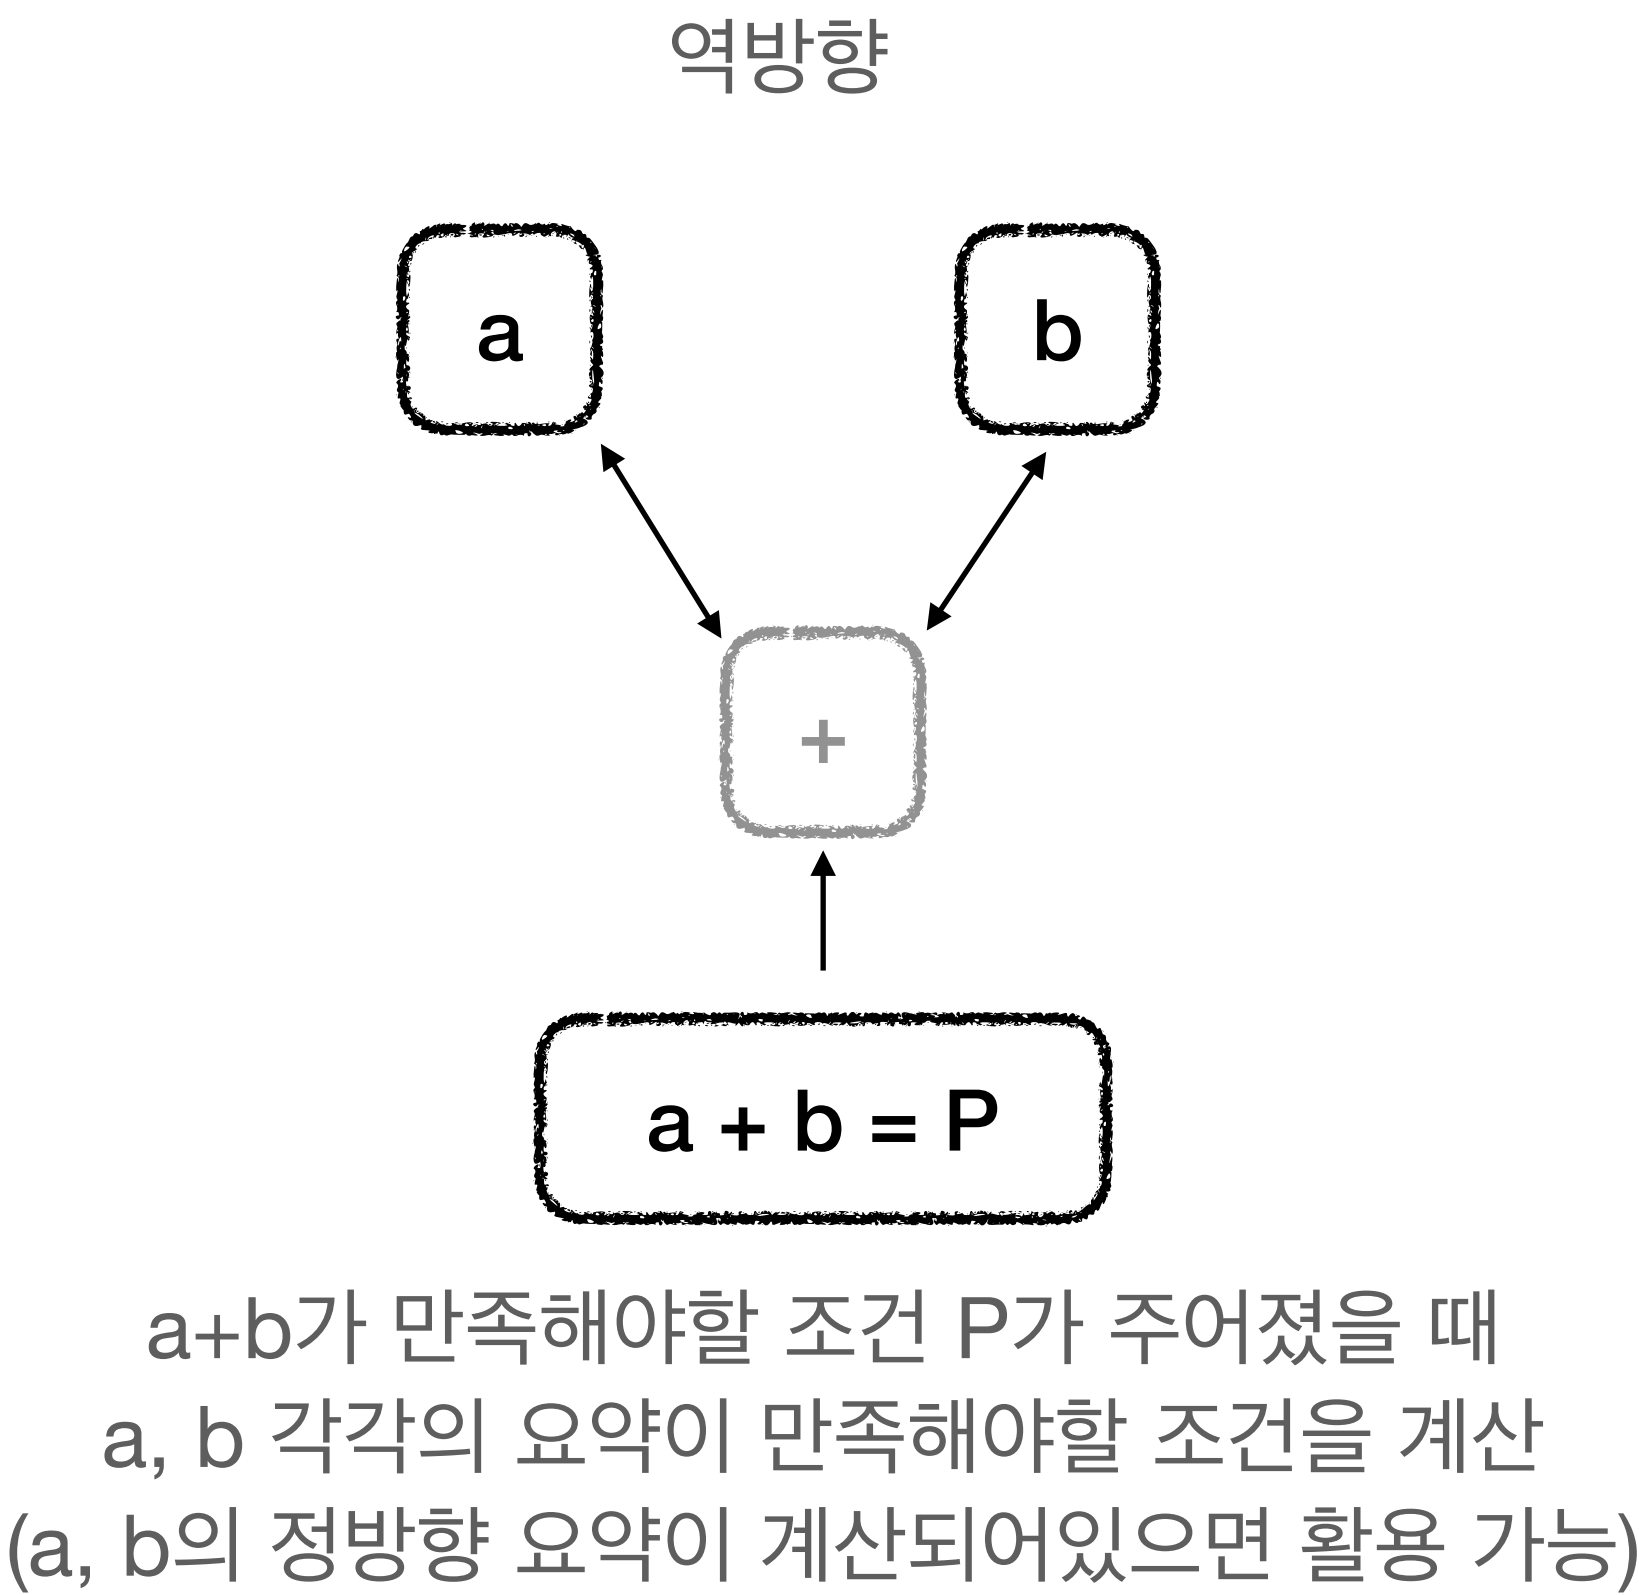 역방향
a
b
+
a + b = P
a+b가 만족해야할 조건 P가 주어졌을 때
a, b 각각의 요약이 만족해야할 조건을 계산
(a, b의 정방향 요약이 계산되어있으면 활용 가능)